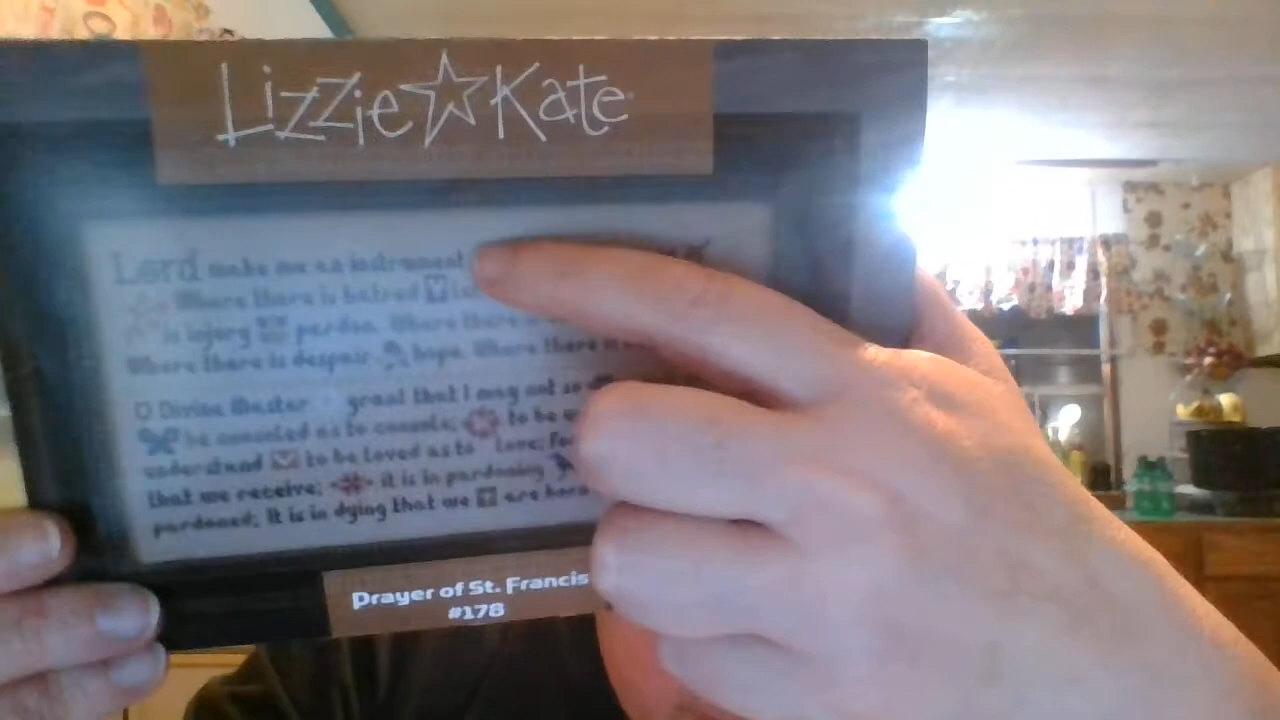 Lizzie Kate
Lord make me an instrument
Where there is hatred
is injury pardon. Where there
Where there is despair hope. Where there is
O Divine Master grant that I may not so
be consoled as to console; to be
understand to be loved as to love; for
that we receive; it is in pardoning
pardoned; It is in dying that we are born
Prayer of St. Francis
#178